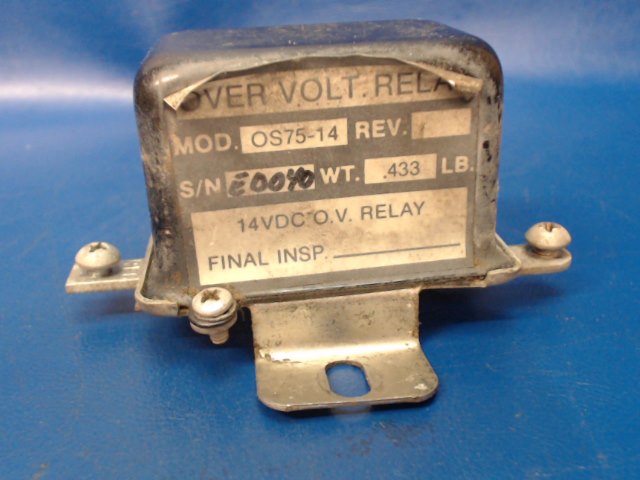 OVER VOLT. RELA
MOD. OS75-14 REV.
S/N E0040 WT. .433 LB.
14VDC O.V. RELAY
FINAL INSP.